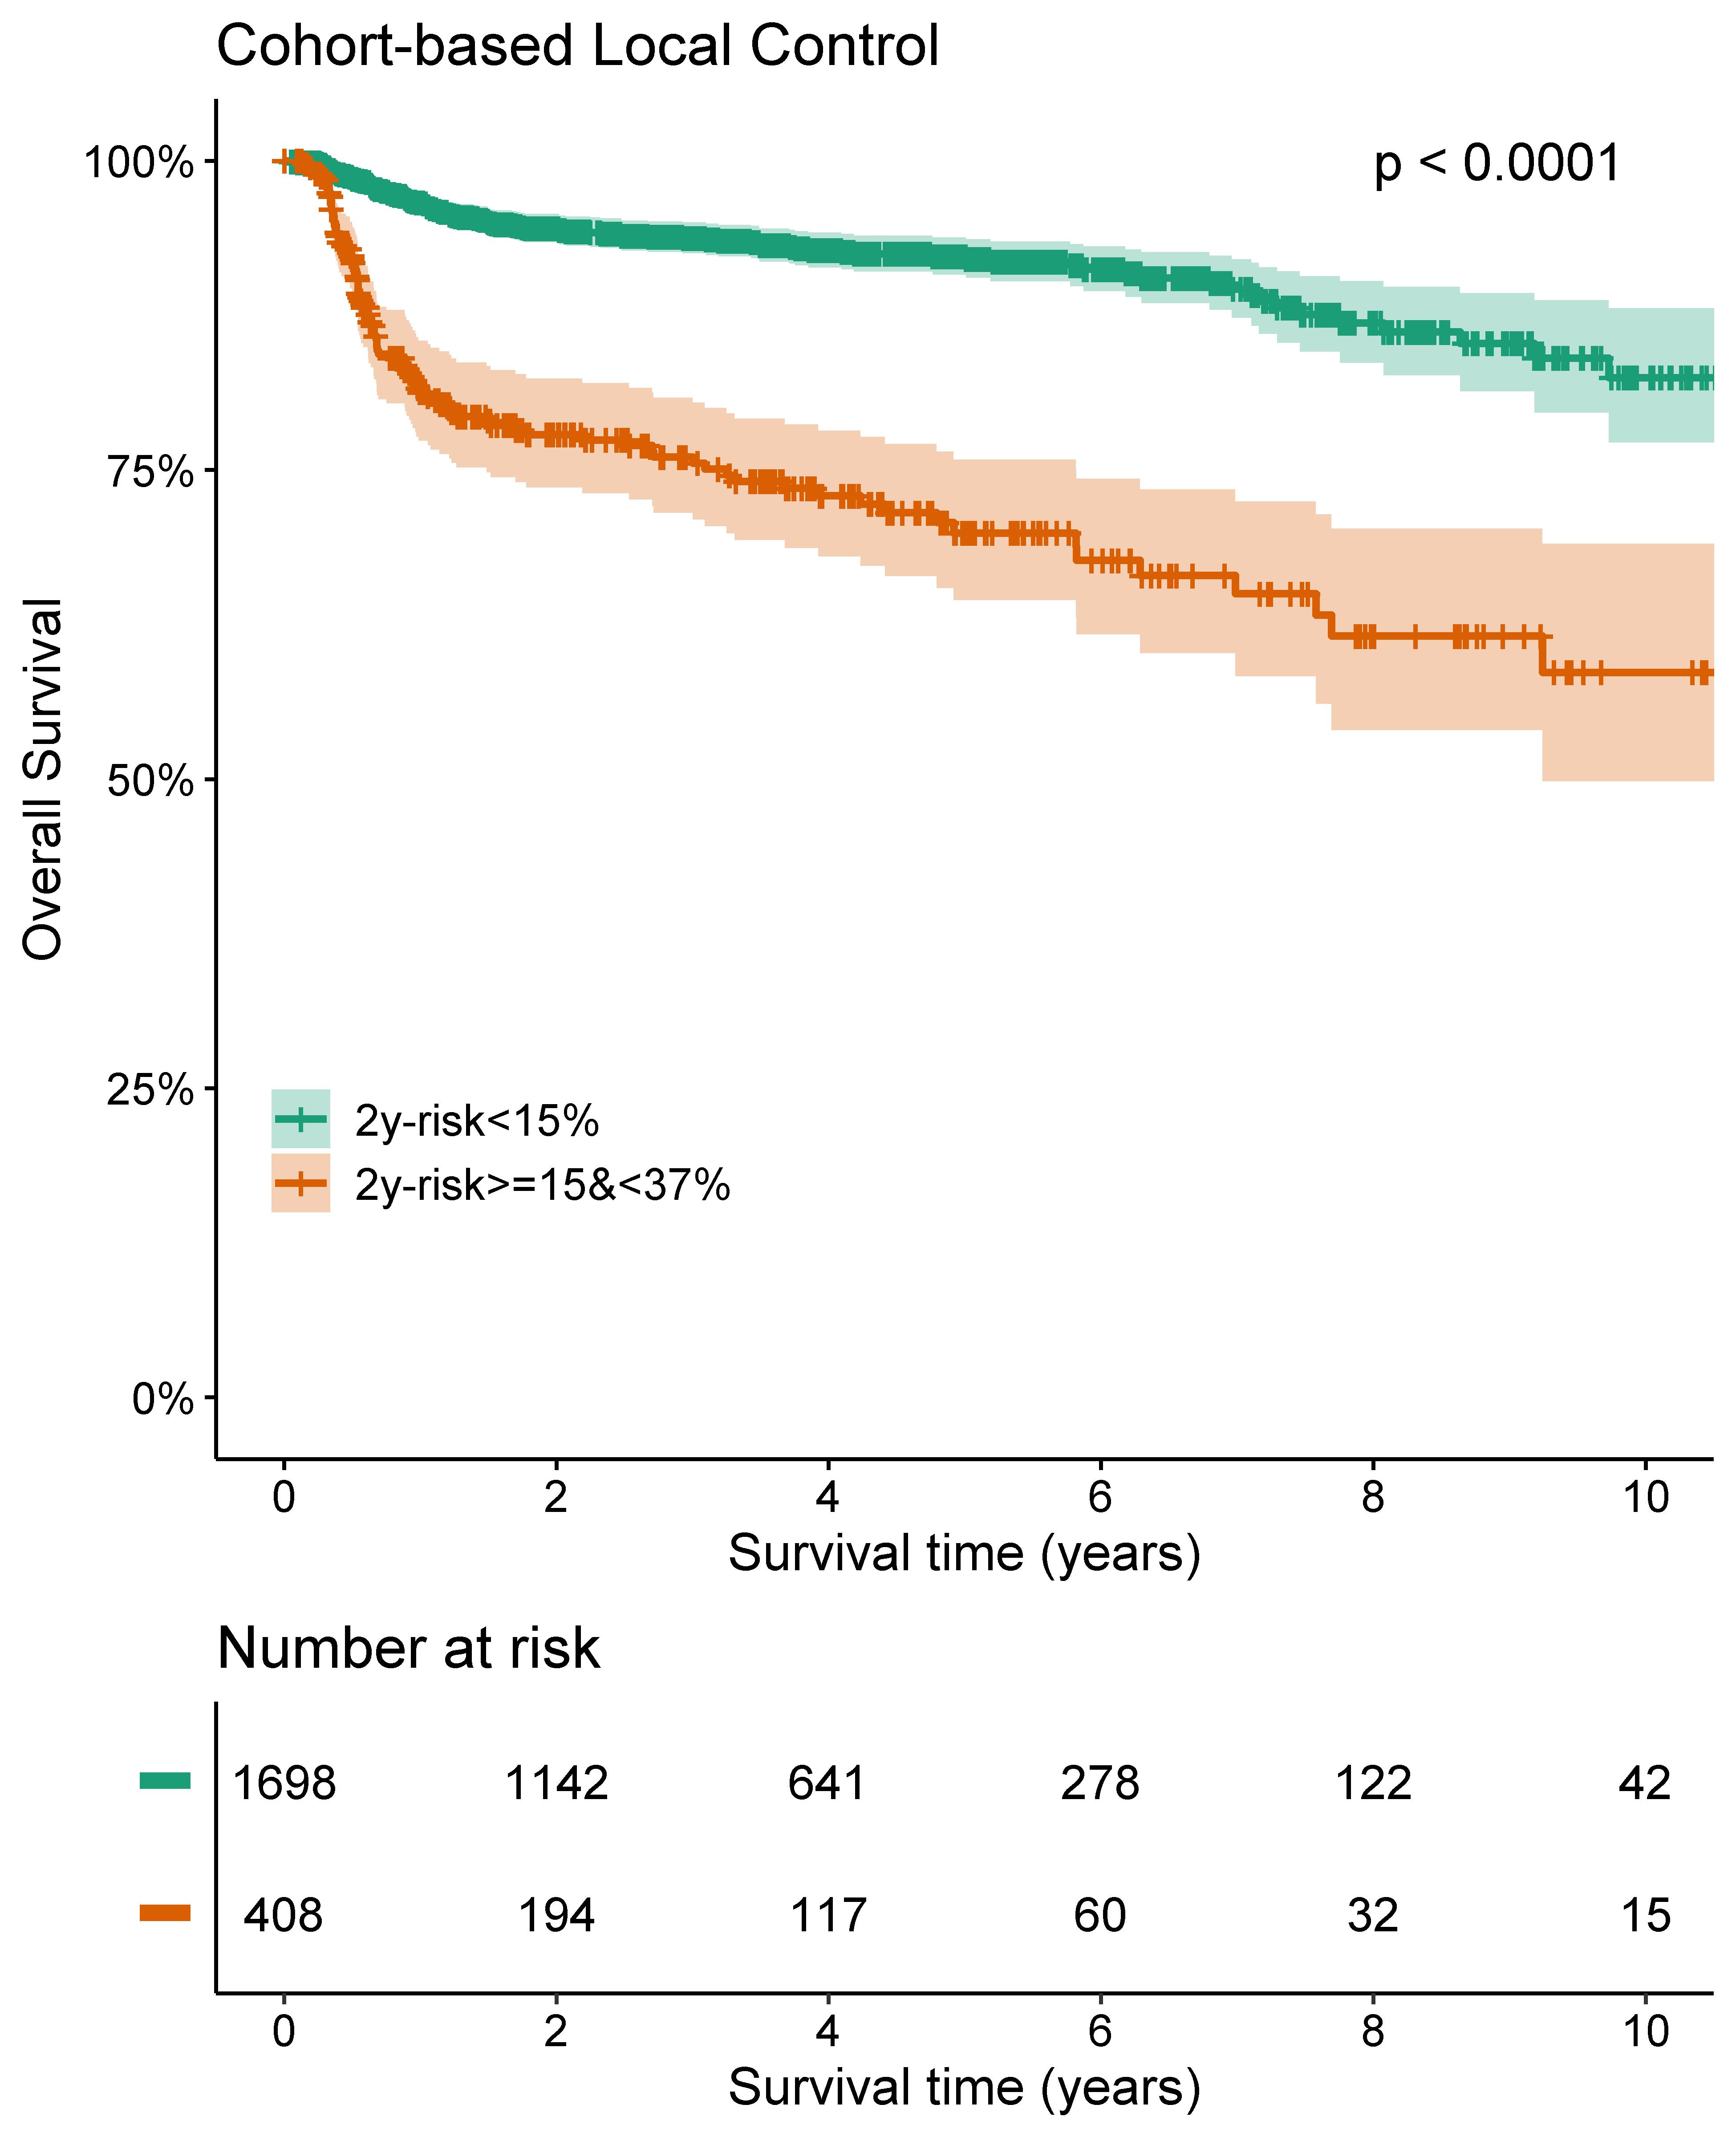 Cohort-based Local Control
p < 0.0001
100%
75%
50%
25%
0%
Overall Survival
2y-risk<15%
2y-risk>=15&<37%
0 2 4 6 8 10
Survival time (years)
Number at risk
1698 1142 641 278 122 42
408 194 117 60 32 15
0 2 4 6 8 10
Survival time (years)